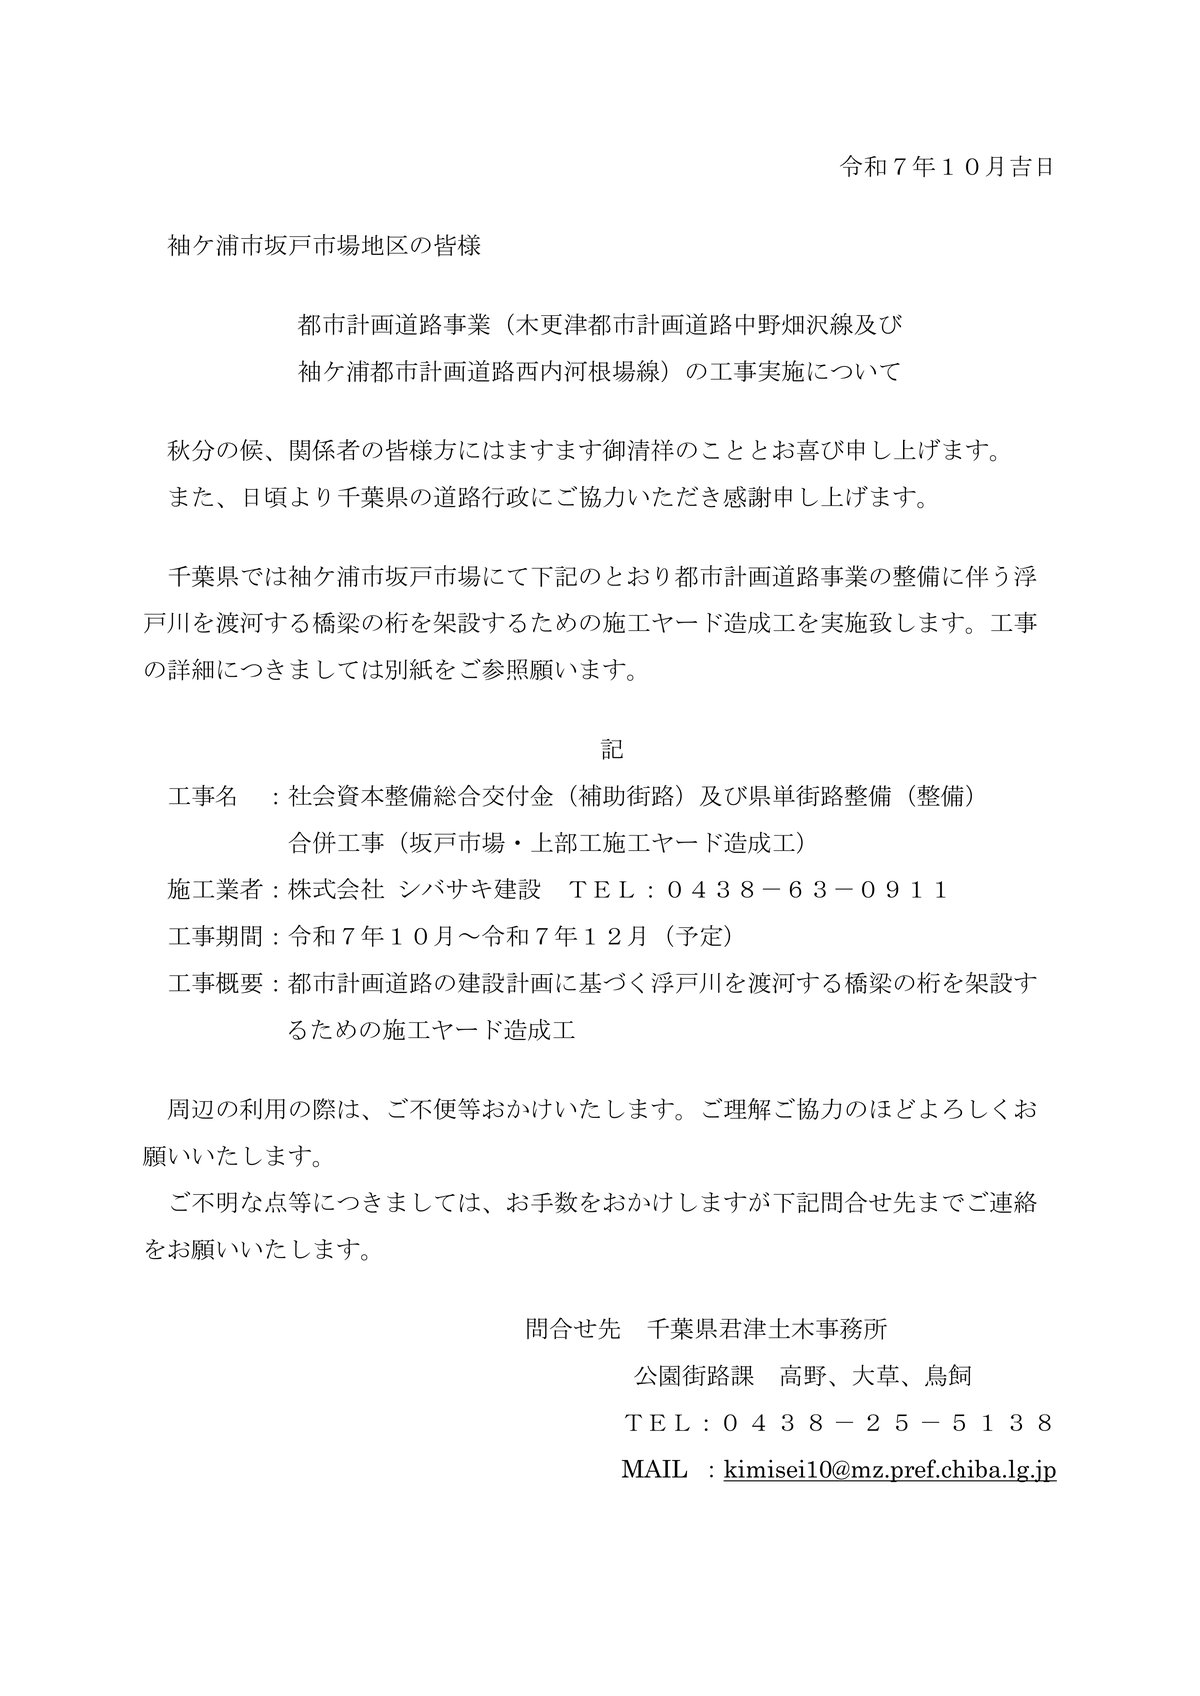 令和７年１０月吉日
袖ケ浦市坂戸市場地区の皆様
都市計画道路事業（木更津都市計画道路中野畑沢線及び
袖ケ浦都市計画道路西内河根場線）の工事実施について
秋分の候、関係者の皆様方にはますます御清祥のこととお喜び申し上げます。
また、日頃より千葉県の道路行政にご協力いただき感謝申し上げます。
千葉県では袖ケ浦市坂戸市場にて下記のとおり都市計画道路事業の整備に伴う浮
戸川を渡河する橋梁の桁を架設するための施工ヤード造成工を実施致します。工事
の詳細につきましては別紙をご参照願います。
記
工事名　：社会資本整備総合交付金（補助街路）及び県単街路整備（整備）
合併工事（坂戸市場・上部工施工ヤード造成工）
施工業者：株式会社 シバサキ建設　ＴＥＬ：０４３８－６３－０９１１
工事期間：令和７年１０月～令和７年１２月（予定）
工事概要：都市計画道路の建設計画に基づく浮戸川を渡河する橋梁の桁を架設す
るための施工ヤード造成工
周辺の利用の際は、ご不便等おかけいたします。ご理解ご協力のほどよろしくお
願いいたします。
ご不明な点等につきましては、お手数をおかけしますが下記問合せ先までご連絡
をお願いいたします。
問合せ先　千葉県君津土木事務所
公園街路課　高野、大草、鳥飼
ＴＥＬ：０４３８－２５－５１３８
MAIL ：kimisei10@mz.pref.chiba.lg.jp